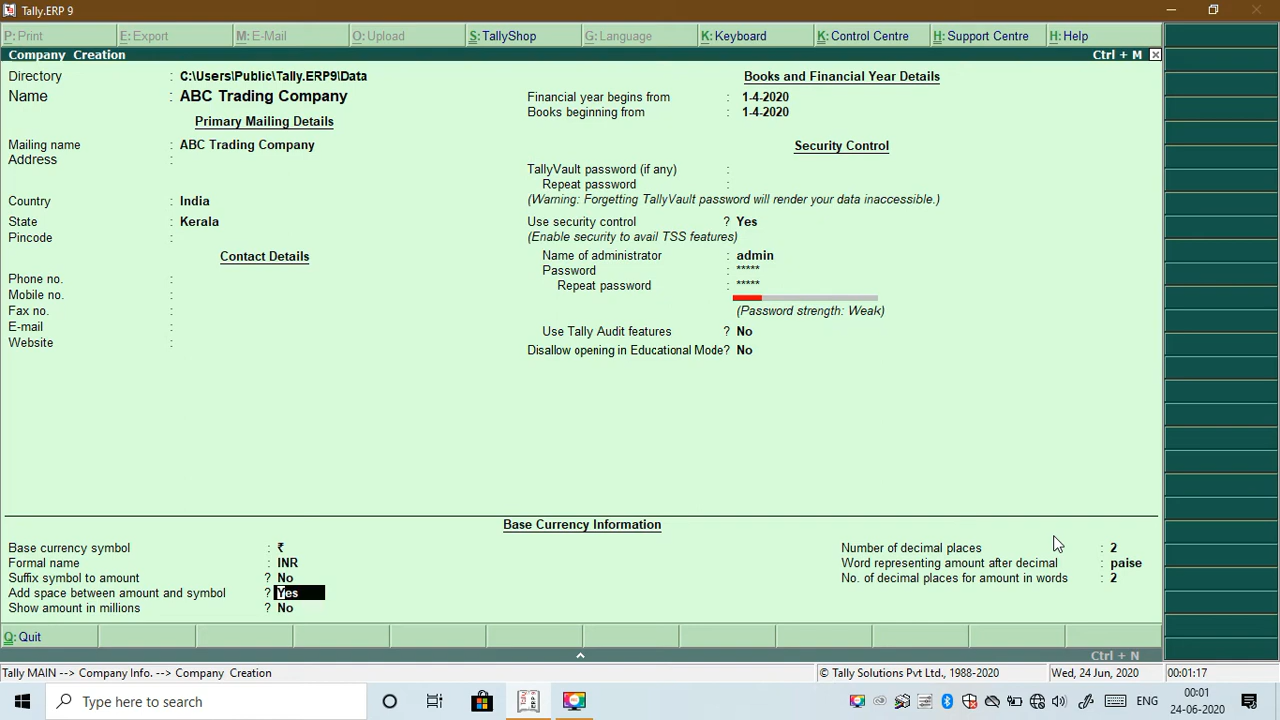 Tally.ERP 9
P: Print E: Export M: E-Mail O: Upload S: TallyShop G: Language K: Keyboard K: Control Centre H: Support Centre H: Help
Company Creation Ctrl + M
Directory : C:\Users\Public\Tally.ERP9\Data
Name : ABC Trading Company
Primary Mailing Details
Mailing name : ABC Trading Company
Address :
Country : India
State : Kerala
Pincode :
Contact Details
Phone no. :
Mobile no. :
Fax no. :
E-mail :
Website :
Books and Financial Year Details
Financial year begins from : 1-4-2020
Books beginning from : 1-4-2020
Security Control
TallyVault password (if any) :
Repeat password :
(Warning: Forgetting TallyVault password will render your data inaccessible.)
Use security control ? Yes
(Enable security to avail TSS features)
Name of administrator : admin
Password : *****
Repeat password : *****
(Password strength: Weak)
Use Tally Audit features ? No
Disallow opening in Educational Mode? No
Base Currency Information
Base currency symbol : ₹
Formal name : INR
Suffix symbol to amount ? No
Add space between amount and symbol ? Yes
Show amount in millions ? No
Number of decimal places : 2
Word representing amount after decimal : paise
No. of decimal places for amount in words : 2
Q: Quit
Ctrl + N
Tally MAIN --> Company Info. --> Company Creation © Tally Solutions Pvt Ltd., 1988-2020 Wed, 24 Jun, 2020 00:01:17
Type here to search
ENG
00:01
24-06-2020